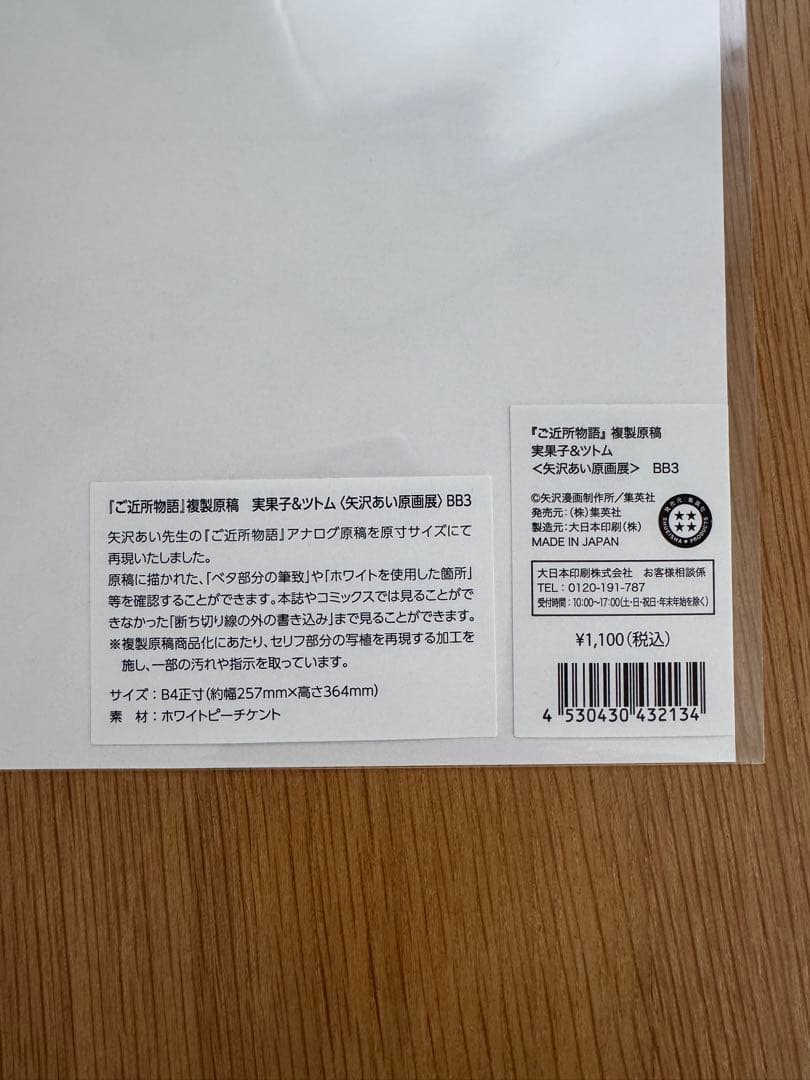 『ご近所物語』複製原稿　実果子&ツトム〈矢沢あい原画展〉BB3
矢沢あい先生の『ご近所物語』アナログ原稿を原寸サイズにて
再現いたしました。
原稿に描かれた、「ベタ部分の筆致」や「ホワイトを使用した箇所」
等を確認することができます。本誌やコミックスでは見ることがで
きなかった「断ち切り線の外の書き込み」まで見ることができます。
※複製原稿商品化にあたり、セリフ部分の写植を再現する加工を
施し、一部の汚れや指示を取っています。
サイズ：B4正寸(約幅257mm×高さ364mm)
素　材：ホワイトピーチケント
『ご近所物語』複製原稿
実果子&ツトム
＜矢沢あい原画展＞　BB3
©矢沢漫画制作所／集英社
発売元：(株)集英社
製造元：大日本印刷(株)
MADE IN JAPAN
発売元 集英社
SHUEISHA PRODUCTS
大日本印刷株式会社　お客様相談係
TEL：0120-191-787
受付時間：10:00～17:00(土・日・祝日・年末年始を除く)
¥1,100(税込)
4 530430 432134